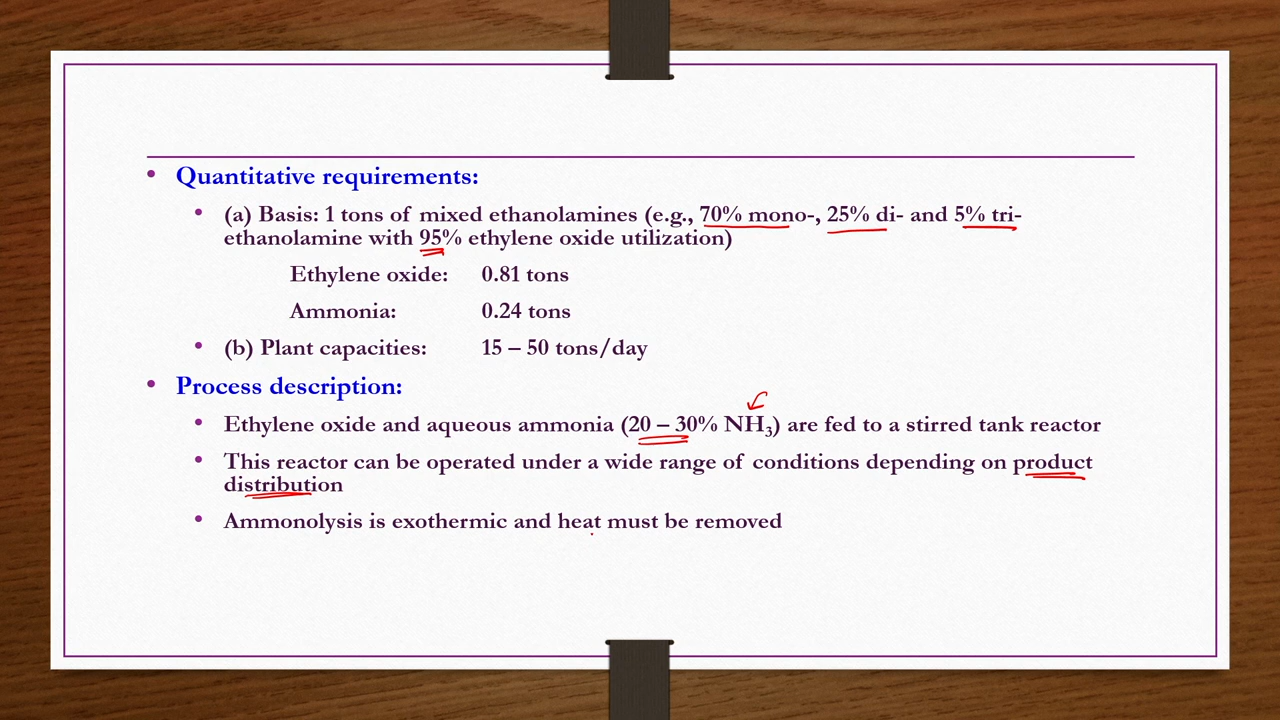 • Quantitative requirements:
• (a) Basis: 1 tons of mixed ethanolamines (e.g., 70% mono-, 25% di- and 5% tri-
ethanolamine with 95% ethylene oxide utilization)
Ethylene oxide: 0.81 tons
Ammonia: 0.24 tons
• (b) Plant capacities: 15 – 50 tons/day
• Process description:
• Ethylene oxide and aqueous ammonia (20 – 30% NH₃) are fed to a stirred tank reactor
• This reactor can be operated under a wide range of conditions depending on product
distribution
• Ammonolysis is exothermic and heat must be removed